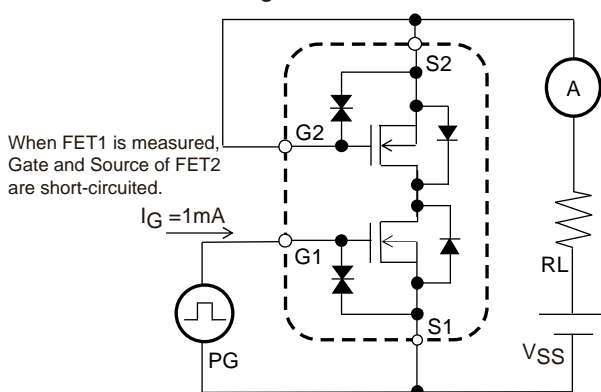 S2
A
G2
When FET1 is measured,
Gate and Source of FET2
are short-circuited.
IG =1mA
G1
RL
S1
PG
VSS